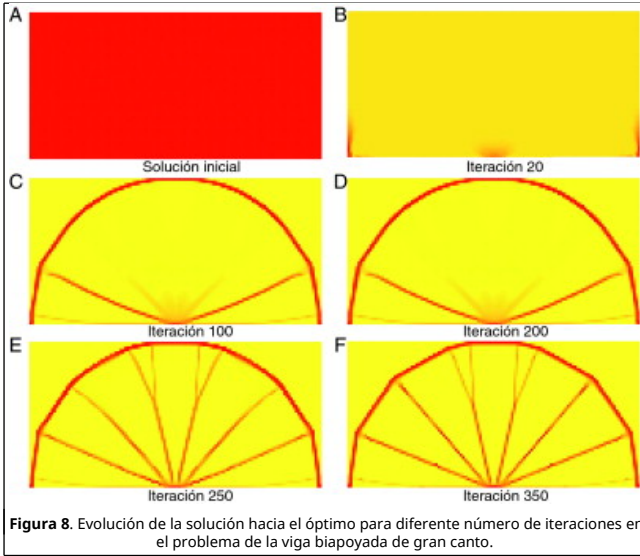 A
B
Solución inicial
Iteración 20
C
D
Iteración 100
Iteración 200
E
F
Iteración 250
Iteración 350
Figura 8. Evolución de la solución hacia el óptimo para diferente número de iteraciones en
el problema de la viga biapoyada de gran canto.